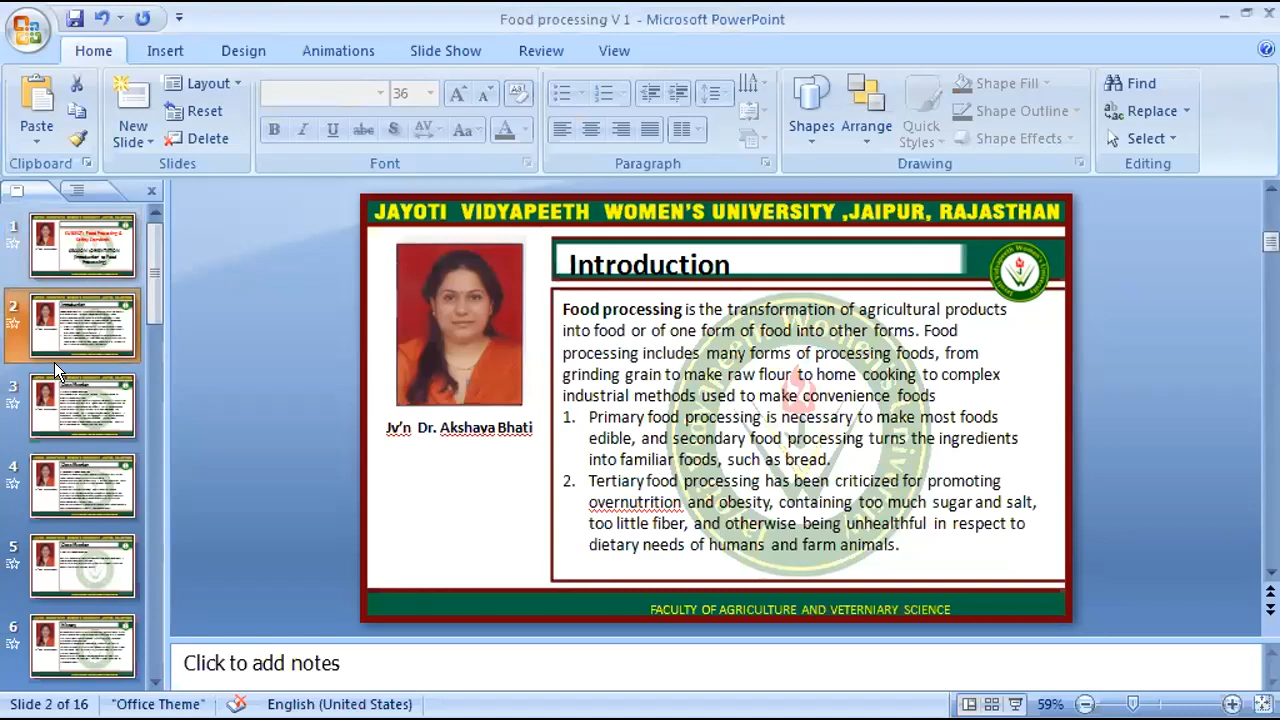 Food processing V 1 - Microsoft PowerPoint
Home Insert Design Animations Slide Show Review View
Paste
Clipboard
New Slide
Layout
Reset
Delete
Slides
36
Font
Paragraph
Shapes
Arrange
Quick Styles
Shape Fill
Shape Outline
Shape Effects
Drawing
Find
Replace
Select
Editing
1
2
3
4
5
6
JAYOTI VIDYAPEETH WOMEN'S UNIVERSITY ,JAIPUR, RAJASTHAN
Introduction
Jv'n Dr. Akshaya Bhati
Food processing is the transformation of agricultural products
into food or of one form of food into other forms. Food
processing includes many forms of processing foods, from
grinding grain to make raw flour to home cooking to complex
industrial methods used to make convenience foods
1. Primary food processing is necessary to make most foods
edible, and secondary food processing turns the ingredients
into familiar foods, such as bread.
2. Tertiary food processing has been criticized for promoting
overnutrition and obesity, containing too much sugar and salt,
too little fiber, and otherwise being unhealthful in respect to
dietary needs of humans and farm animals.
FACULTY OF AGRICULTURE AND VETERNIARY SCIENCE
Click to add notes
Slide 2 of 16 "Office Theme" English (United States) 59%